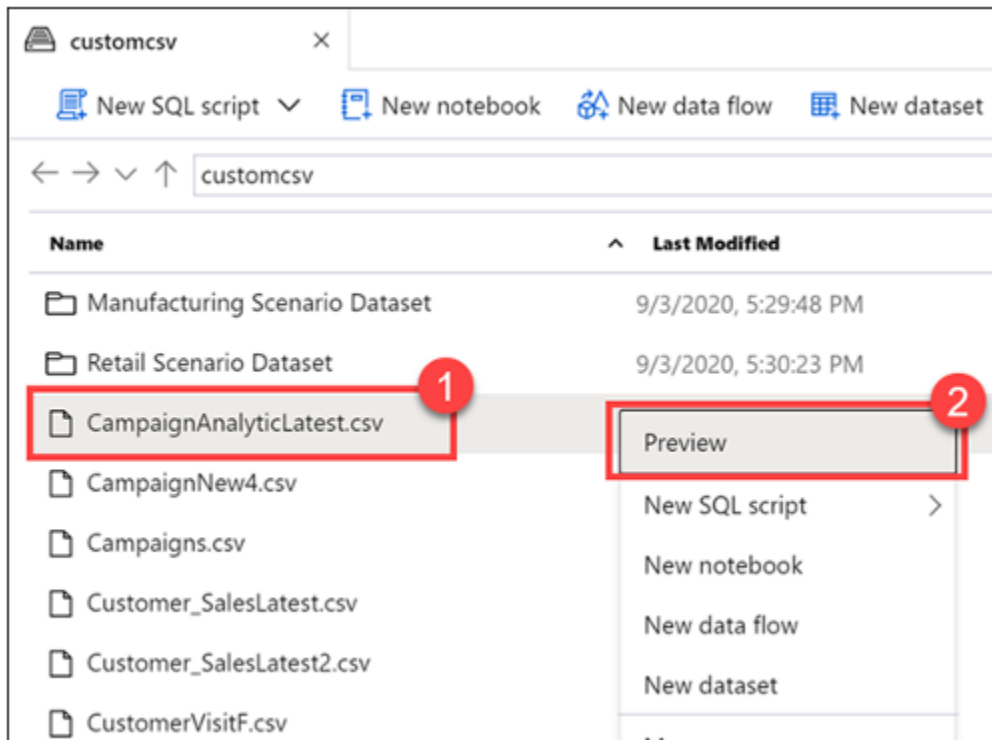 customcsv
New SQL script New notebook New data flow New dataset
customcsv
Name Last Modified
Manufacturing Scenario Dataset 9/3/2020, 5:29:48 PM
Retail Scenario Dataset 9/3/2020, 5:30:23 PM
1
2
CampaignAnalyticLatest.csv
Preview
CampaignNew4.csv
New SQL script
Campaigns.csv
New notebook
Customer_SalesLatest.csv
New data flow
Customer_SalesLatest2.csv
New dataset
CustomerVisitF.csv